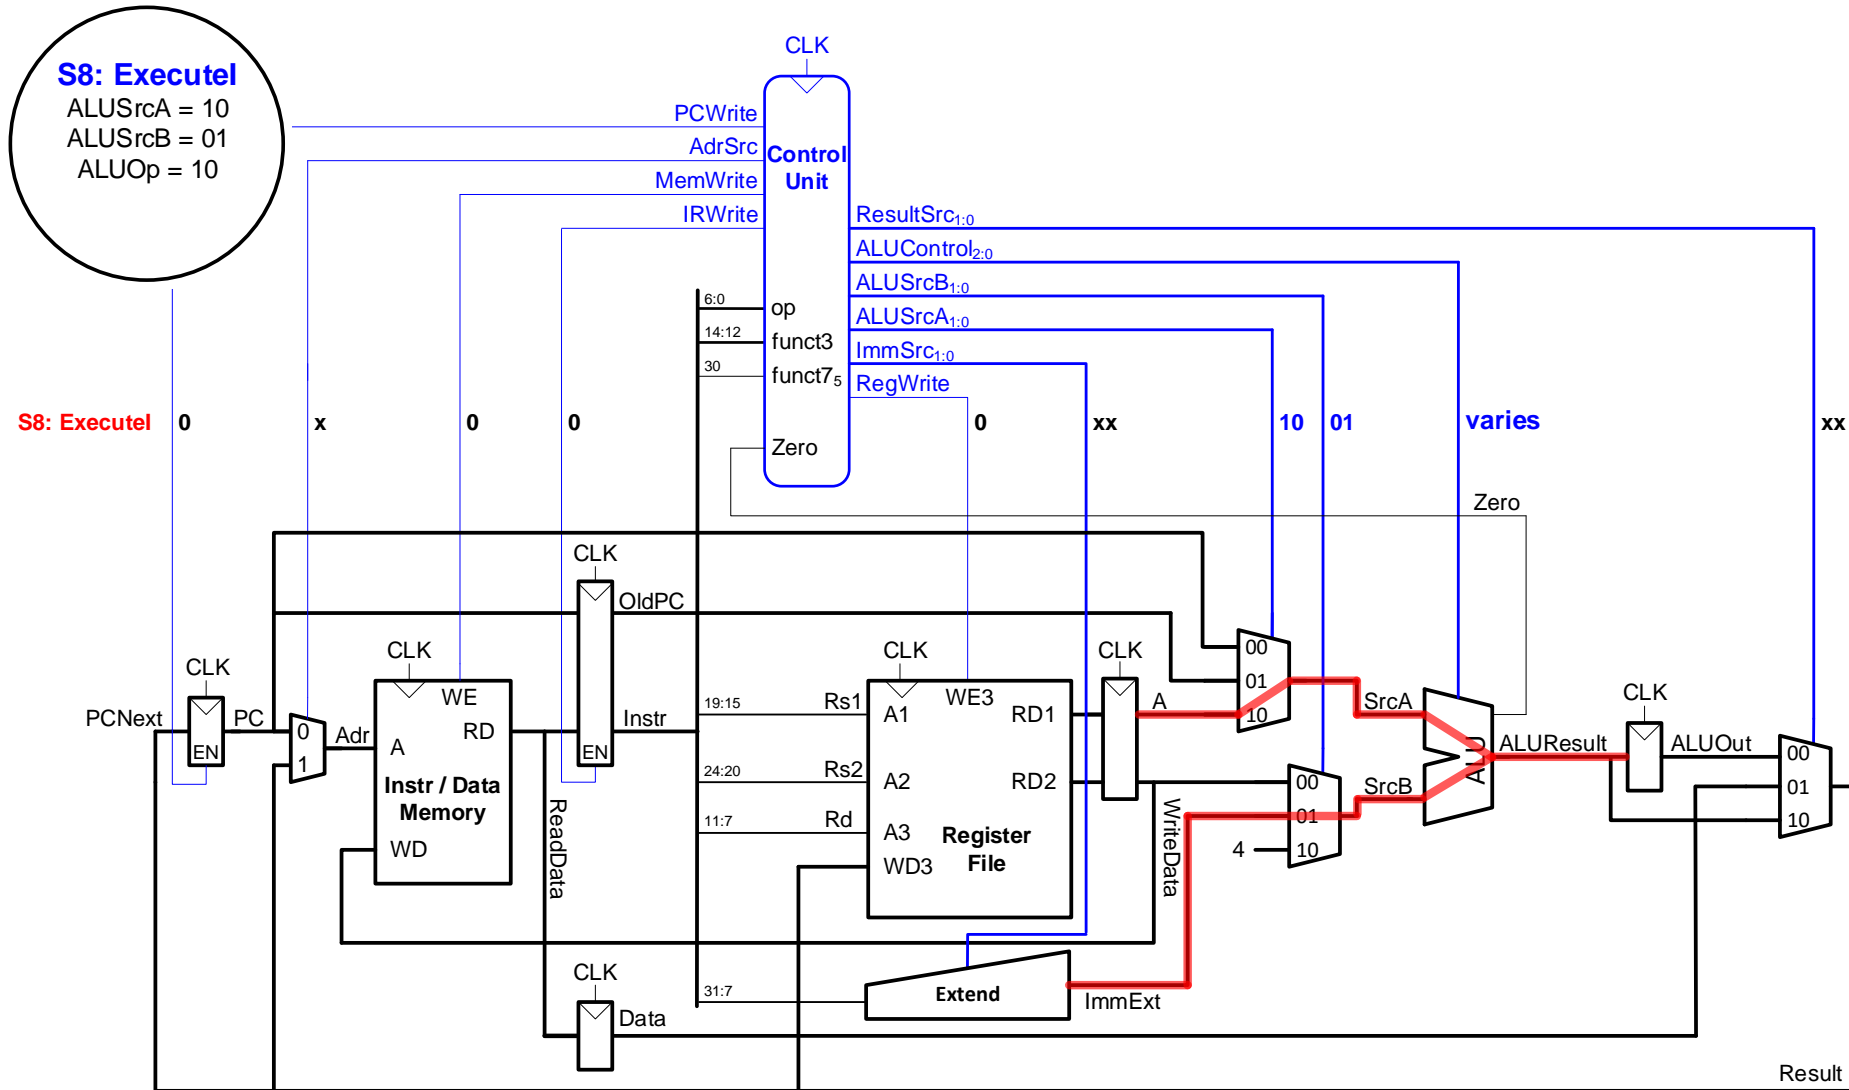 S8: ExecuteI
ALUSrcA = 10
ALUSrcB = 01
ALUOp = 10
CLK
PCWrite
AdrSrc
MemWrite
IRWrite
Control
Unit
ResultSrc1:0
ALUControl2:0
ALUSrcB1:0
ALUSrcA1:0
ImmSrc1:0
RegWrite
6:0
op
14:12
funct3
30
funct75
Zero
S8: ExecuteI
0
x
0
0
0
xx
10
01
varies
xx
Zero
CLK
OldPC
CLK
PCNext
EN
PC
0
1
Adr
CLK
WE
A
RD
Instr / Data
Memory
WD
EN
Instr
ReadData
19:15
Rs1
24:20
Rs2
11:7
Rd
31:7
CLK
WE3
A1
RD1
A2
RD2
A3
Register
File
WD3
CLK
A
WriteData
00
01
10
00
01
10
4
SrcA
SrcB
ALU
ALUResult
CLK
ALUOut
00
01
10
Extend
ImmExt
CLK
Data
Result